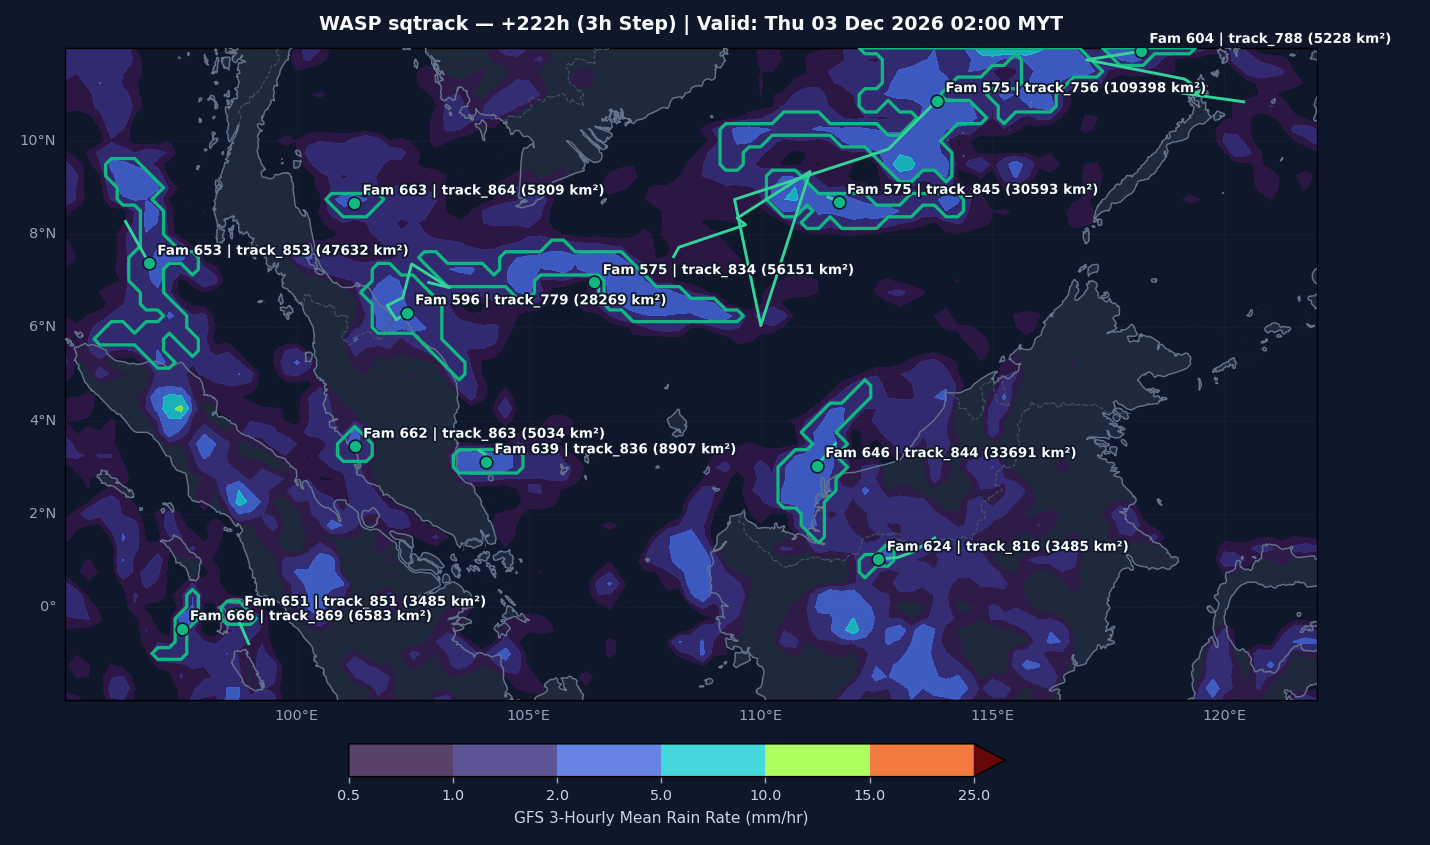 WASP sqtrack — +222h (3h Step) | Valid: Thu 03 Dec 2026 02:00 MYT
Fam 604 | track_788 (5228 km²)
Fam 575 | track_756 (109398 km²)
10°N
Fam 663 | track_864 (5809 km²)
Fam 575 | track_845 (30593 km²)
8°N
Fam 653 | track_853 (47632 km²)
Fam 575 | track_834 (56151 km²)
Fam 596 | track_779 (28269 km²)
6°N
4°N
Fam 662 | track_863 (5034 km²)
Fam 639 | track_836 (8907 km²)
Fam 646 | track_844 (33691 km²)
2°N
Fam 624 | track_816 (3485 km²)
0°
Fam 651 | track_851 (3485 km²)
Fam 666 | track_869 (6583 km²)
100°E 105°E 110°E 115°E 120°E
0.5 1.0 2.0 5.0 10.0 15.0 25.0
GFS 3-Hourly Mean Rain Rate (mm/hr)